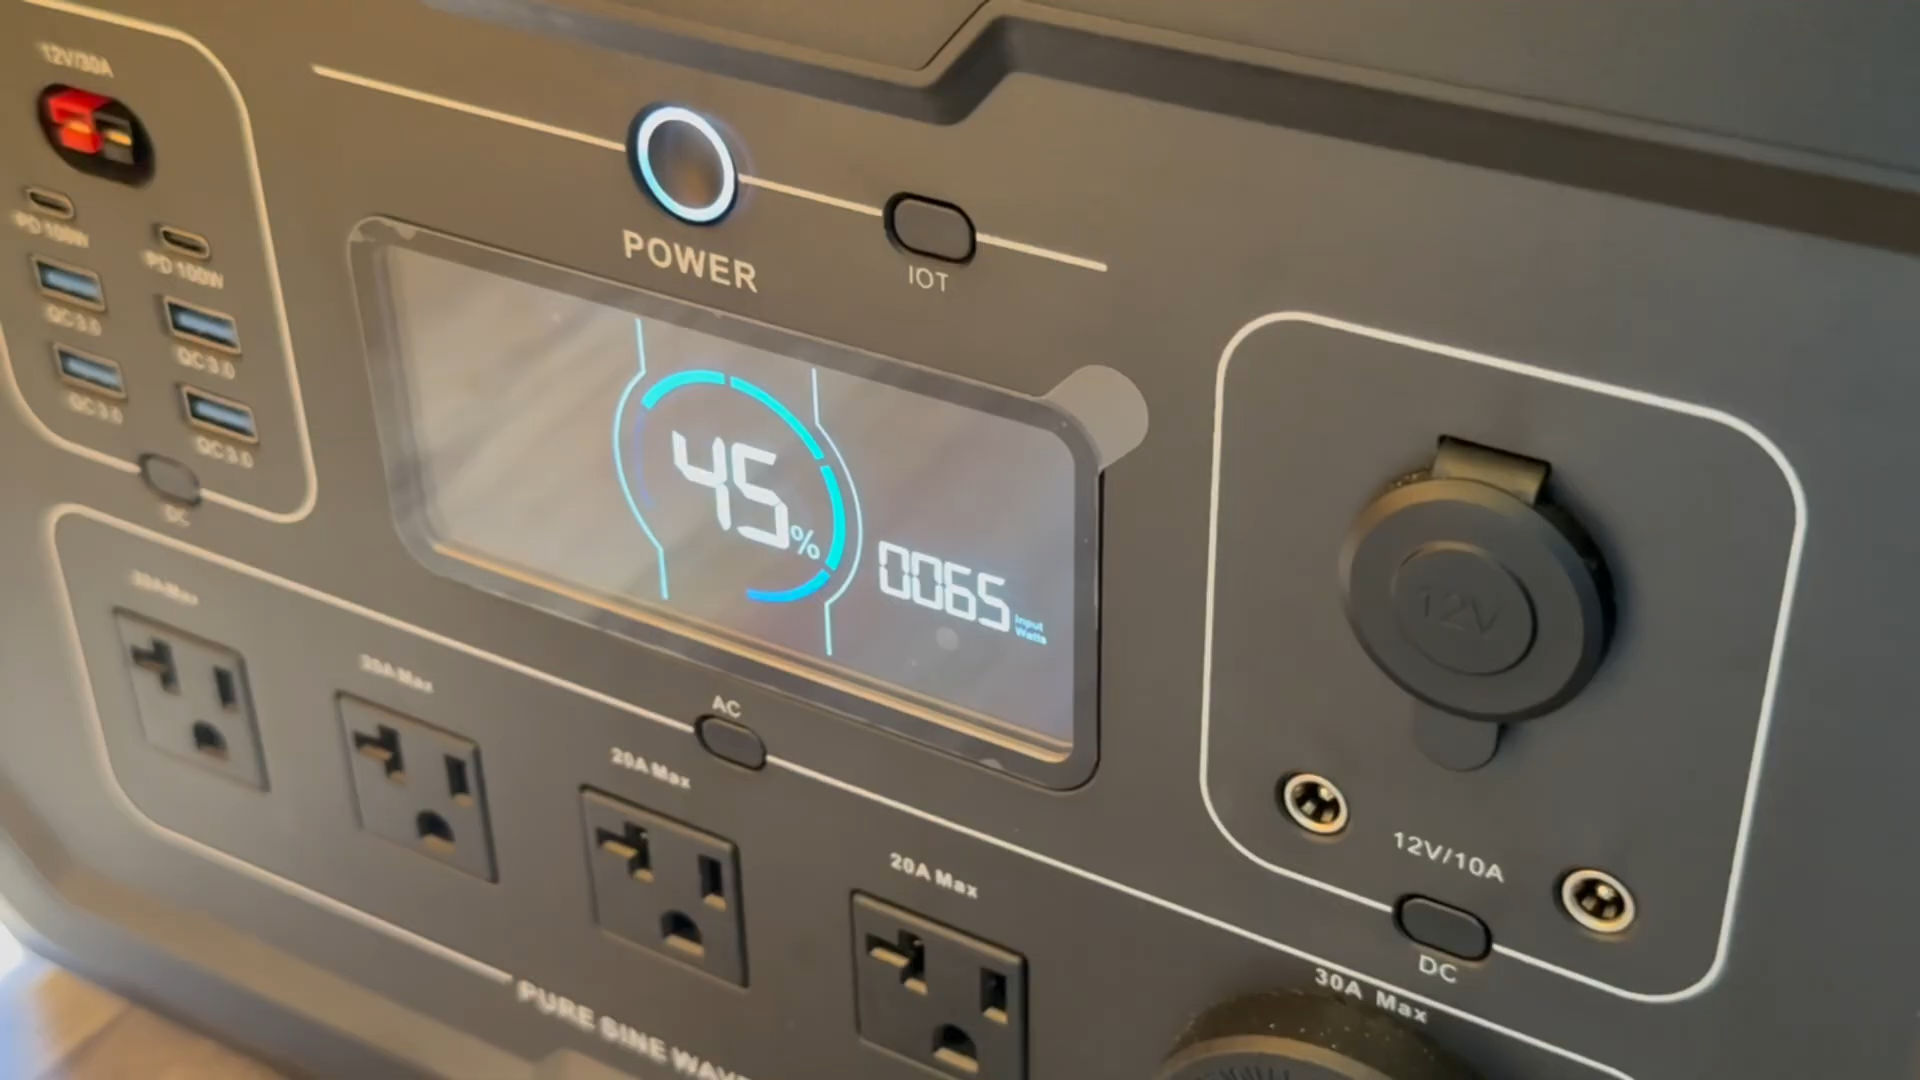 12V/30A
POWER
IOT
PD 100W
PD 100W
QC 3.0
QC 3.0
QC 3.0
QC 3.0
DC
45%
0065 Input Watts
12V
12V/10A
DC
AC
20A Max
20A Max
20A Max
20A Max
30A Max
PURE SINE WAVE